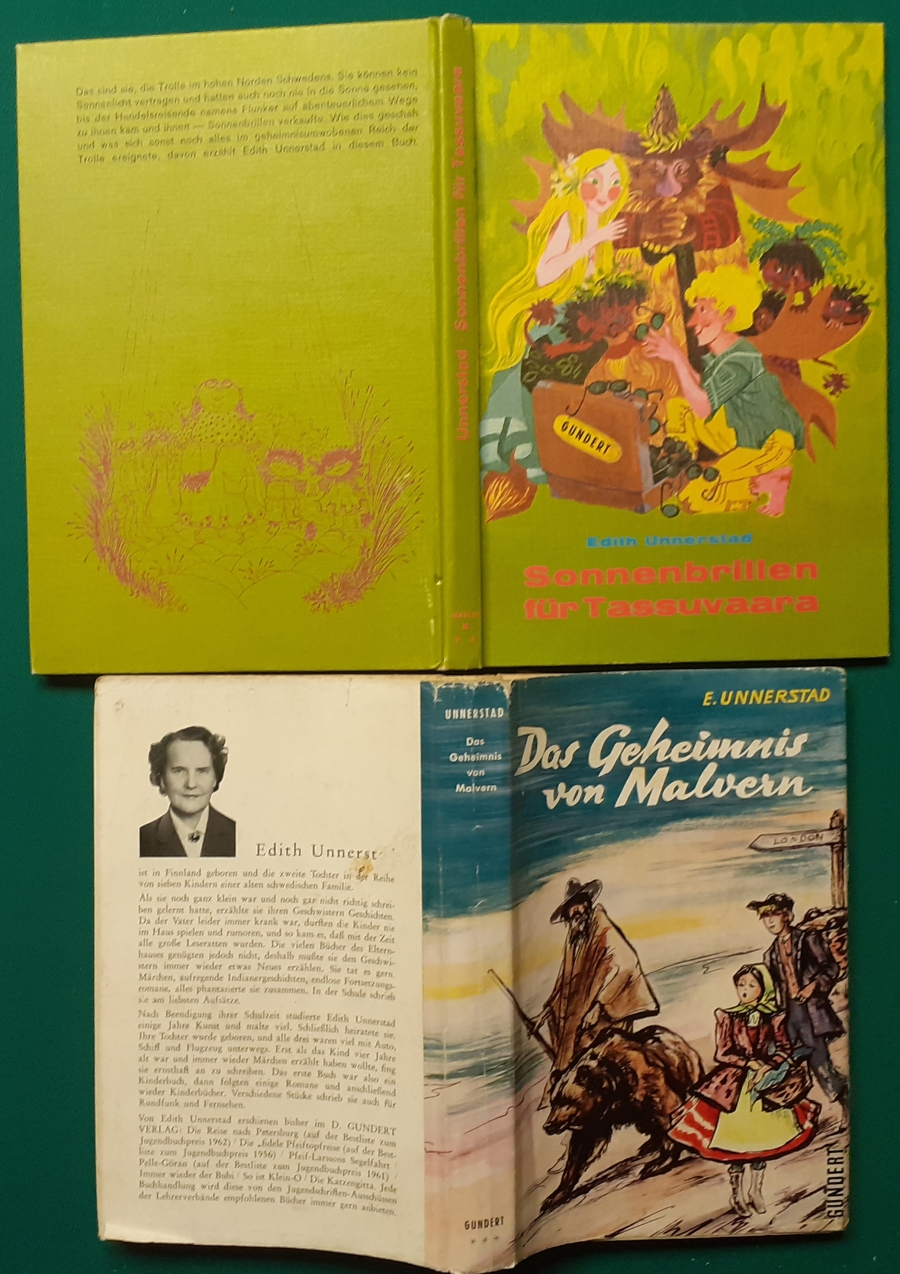 Das sind sie, die Trolle im hohen Norden Schwedens. Sie können kein
Sonnenlicht vertragen und hatten auch noch nie in die Sonne gesehen,
bis der Handelsreisende namens Flunker auf abenteuerlichem Wege
zu ihnen kam und ihnen — Sonnenbrillen verkaufte. Wie dies geschah
und was sich sonst noch alles im geheimnisumwobenen Reich der
Trolle ereignete, davon erzählt Edith Unnerstad in diesem Buch.
Unnerstad Sonnenbrillen für Tassuvaara
GUNDERT
Edith Unnerstad
Sonnenbrillen
für Tassuvaara
Edith Unnerst
ist in Finnland geboren und die zweite Tochter in der Reihe
von sieben Kindern einer alten schwedischen Familie.
Als sie noch ganz klein war und noch gar nicht richtig schrei-
ben gelernt hatte, erzählte sie ihren Geschwistern Geschichten.
Da der Vater leider immer krank war, durften die Kinder nie
im Haus spielen und rumoren, und so kam es, daß mit der Zeit
alle große Leseratten wurden. Die vielen Bücher des Eltern-
hauses genügten jedoch nicht, deshalb mußte sie den Geschwi-
stern immer wieder etwas Neues erzählen. Sie tat es gern.
Märchen, aufregende Indianergeschichten, endlose Fortsetzungs-
romane, alles phantasierte sie zusammen. In der Schule schrieb
sie am liebsten Aufsätze.
Nach Beendigung ihrer Schulzeit studierte Edith Unnerstad
einige Jahre Kunst und malte viel. Schließlich heiratete sie.
Ihre Tochter wurde geboren, und alle drei waren viel mit Auto,
Schiff und Flugzeug unterwegs. Erst als das Kind vier Jahre
alt war und immer wieder Märchen erzählt haben wollte, fing
sie ernsthaft an zu schreiben. Das erste Buch war also ein
Kinderbuch, dann folgten einige Romane und anschließend
wieder Kinderbücher. Verschiedene Stücke schrieb sie auch für
Rundfunk und Fernsehen.
Von Edith Unnerstad erschienen bisher im D. GUNDERT
VERLAG: Die Reise nach Petersburg (auf der Bestliste zum
Jugendbuchpreis 1962) / Die „fidele Pfeiftopfreise (auf der Best-
liste zum Jugendbuchpreis 1956) / Pfeif-Larssons Segelfahrt /
Pelle-Göran (auf der Bestliste zum Jugendbuchpreis 1961) /
Immer wieder der Bubi / So ist Klein-O / Die Katzengitta. Jede
Buchhandlung wird diese von den Jugendschriften-Ausschüssen
der Lehrerverbände empfohlenen Bücher immer gern anbieten.
UNNERSTAD
Das
Geheimnis
von
Malvern
GUNDERT
* * *
E. UNNERSTAD
Das Geheimnis
von Malvern
LONDON
GUNDERT